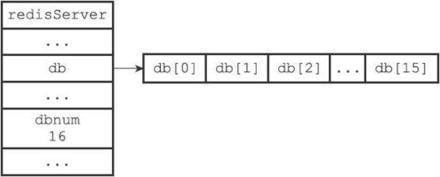 redisServer
...
db
db[0] db[1] db[2] ... db[15]
...
dbnum
16
...